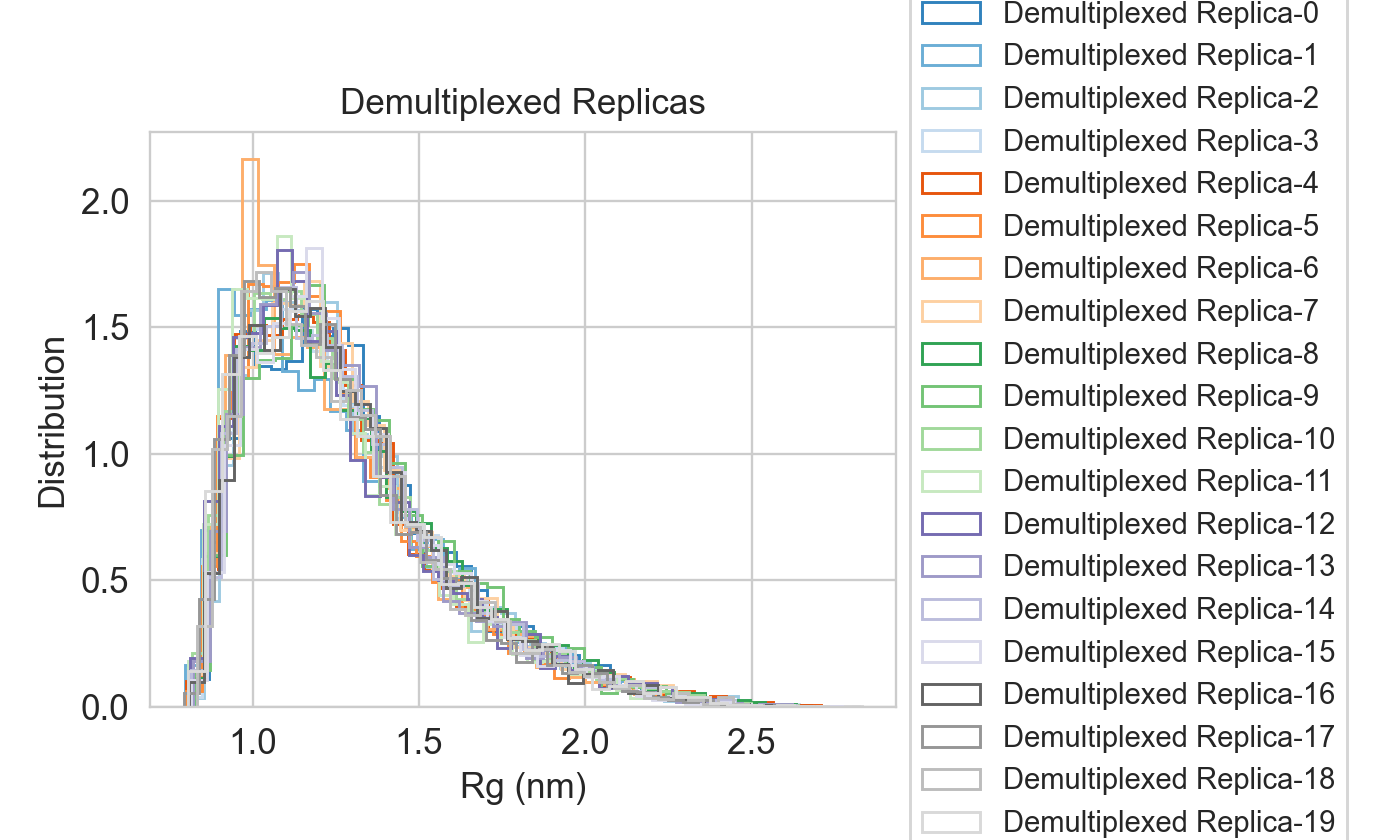 Demultiplexed Replicas
Distribution
2.0
1.5
1.0
0.5
0.0
1.0
1.5
2.0
2.5
Rg (nm)
Demultiplexed Replica-0
Demultiplexed Replica-1
Demultiplexed Replica-2
Demultiplexed Replica-3
Demultiplexed Replica-4
Demultiplexed Replica-5
Demultiplexed Replica-6
Demultiplexed Replica-7
Demultiplexed Replica-8
Demultiplexed Replica-9
Demultiplexed Replica-10
Demultiplexed Replica-11
Demultiplexed Replica-12
Demultiplexed Replica-13
Demultiplexed Replica-14
Demultiplexed Replica-15
Demultiplexed Replica-16
Demultiplexed Replica-17
Demultiplexed Replica-18
Demultiplexed Replica-19